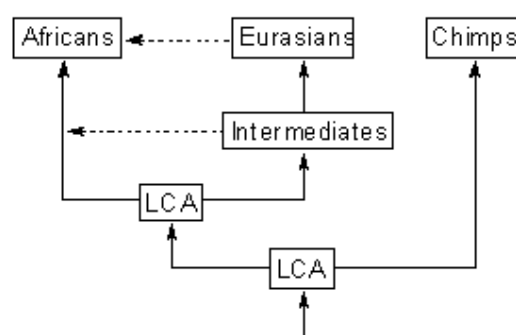 Africans
Eurasians
Chimps
Intermediates
LCA
LCA